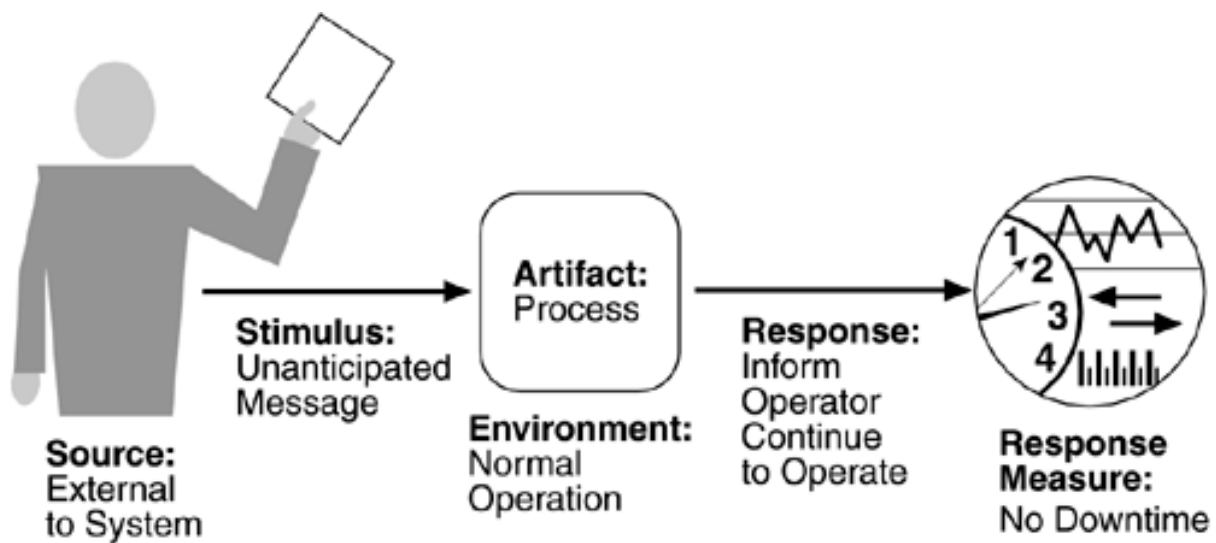 Source:
External
to System
Stimulus:
Unanticipated
Message
Artifact:
Process
Environment:
Normal
Operation
Response:
Inform
Operator
Continue
to Operate
1
2
3
4
Response
Measure:
No Downtime